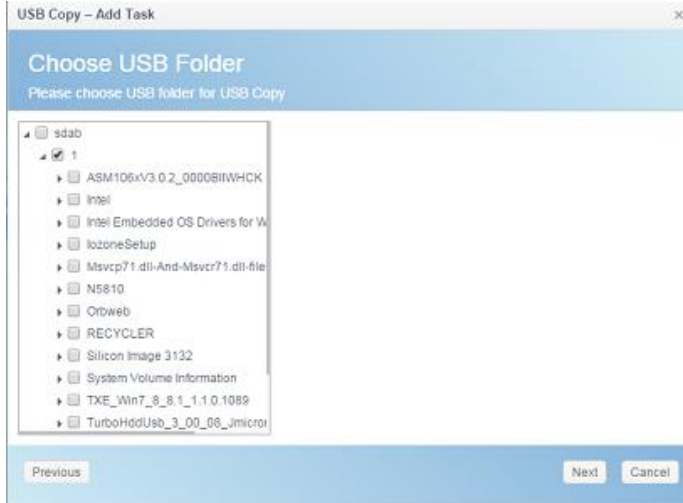 USB Copy – Add Task
Choose USB Folder
Please choose USB folder for USB Copy
sdab
1
ASM106xV3.0.2_0000BIIWHCK
Intel
Intel Embedded OS Drivers for W
IozoneSetup
Msvcp71.dll-And-Msvcr71.dll-file
N5810
Orbweb
RECYCLER
Silicon Image 3132
System Volume Information
TXE_Win7_8_8.1_1.1.0.1089
TurboHddUsb_3_00_08_Jmicror
Previous
Next
Cancel